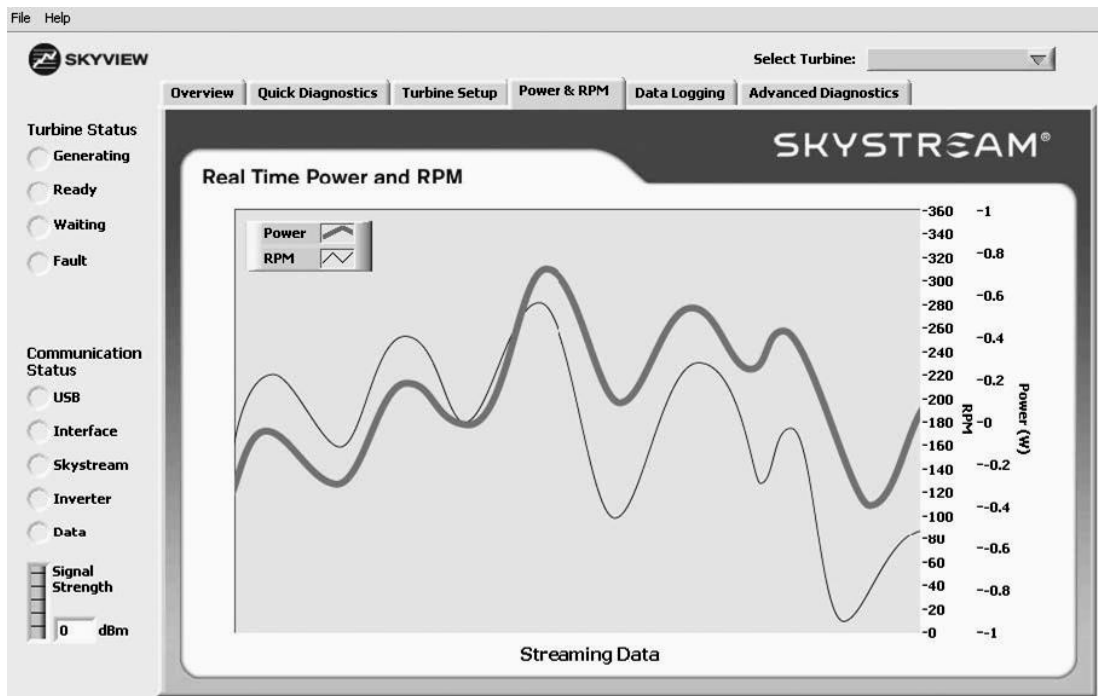 File Help
SKYVIEW
Select Turbine:
Overview Quick Diagnostics Turbine Setup Power & RPM Data Logging Advanced Diagnostics
Turbine Status
Generating
Ready
Waiting
Fault
Communication
Status
USB
Interface
Skystream
Inverter
Data
Signal
Strength
0 dBm
SKYSTREAM®
Real Time Power and RPM
Power
RPM
-360
-340
-320
-300
-280
-260
-240
-220
-200
-180
-160
-140
-120
-100
-80
-60
-40
-20
-0
RPM
-1
-0.8
-0.6
-0.4
-0.2
-0
--0.2
--0.4
--0.6
--0.8
--1
Power (W)
Streaming Data